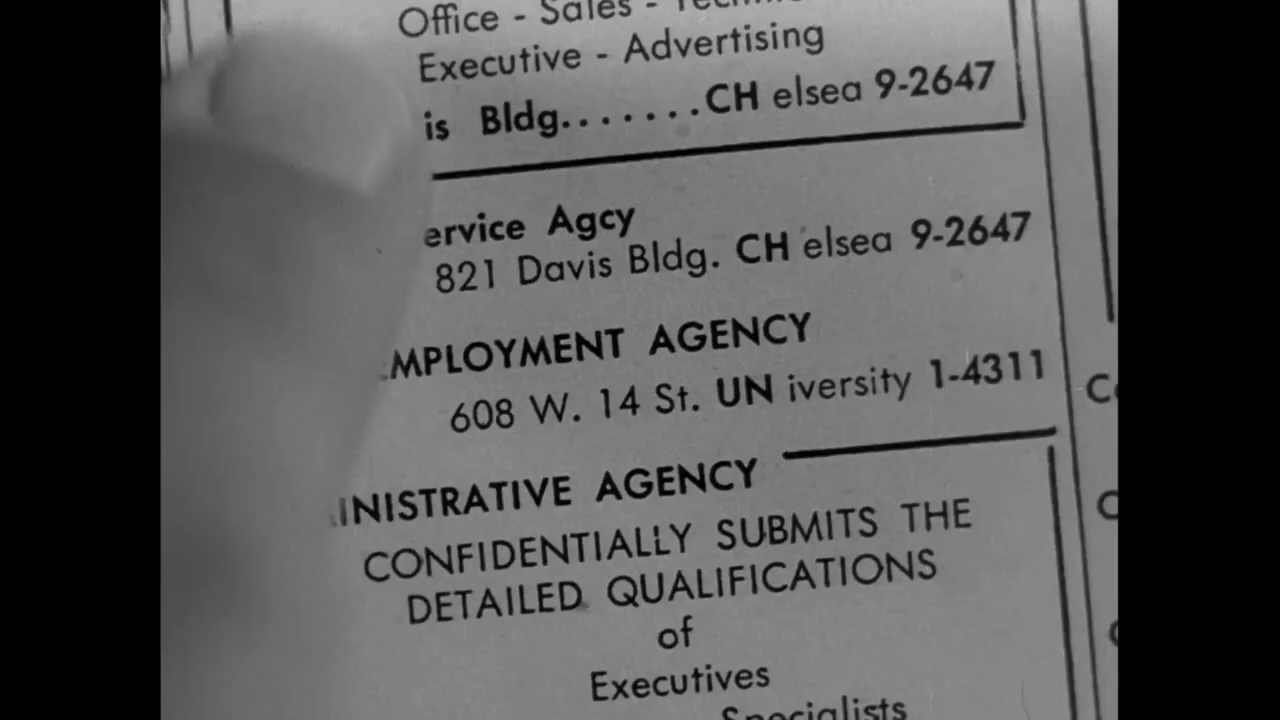 Office - Sales -
Executive - Advertising
is Bldg.......CH elsea 9-2647
ervice Agcy
821 Davis Bldg. CH elsea 9-2647
MPLOYMENT AGENCY
608 W. 14 St. UN iversity 1-4311
INISTRATIVE AGENCY
CONFIDENTIALLY SUBMITS THE
DETAILED QUALIFICATIONS
of
Executives
Specialists